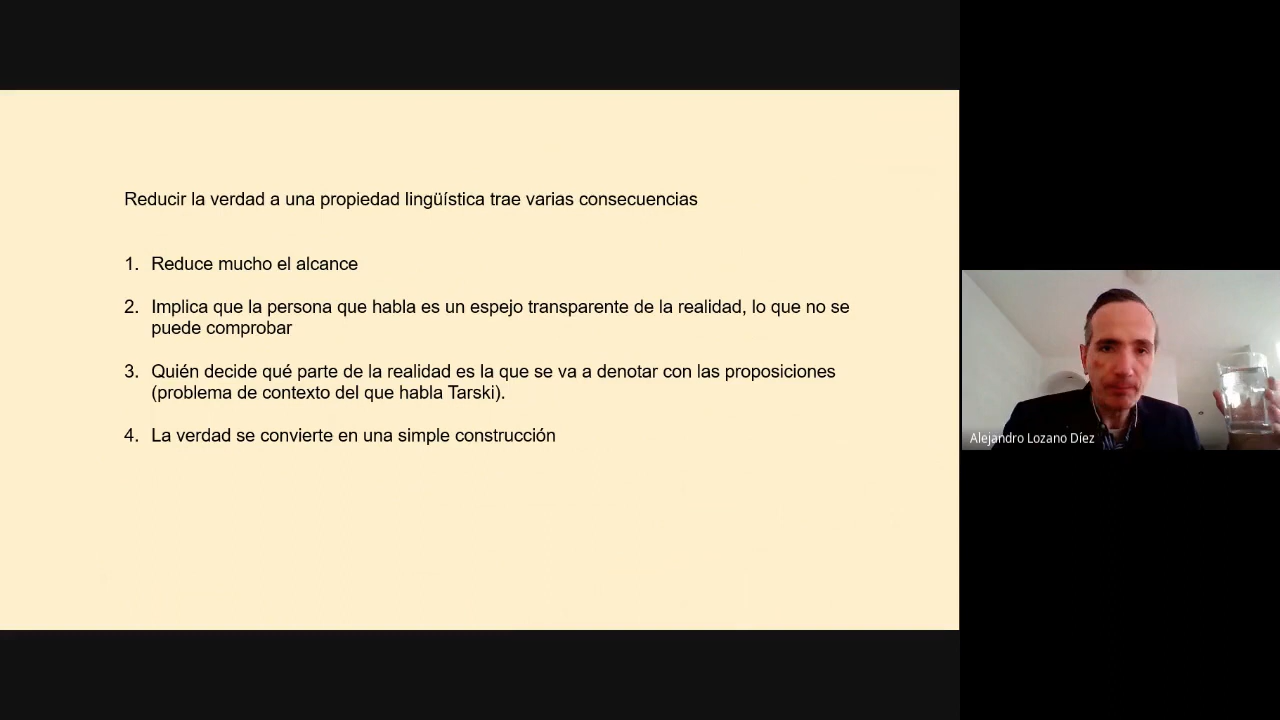 Reducir la verdad a una propiedad lingüística trae varias consecuencias
1. Reduce mucho el alcance
2. Implica que la persona que habla es un espejo transparente de la realidad, lo que no se
puede comprobar
3. Quién decide qué parte de la realidad es la que se va a denotar con las proposiciones
(problema de contexto del que habla Tarski).
4. La verdad se convierte en una simple construcción
Alejandro Lozano Díez